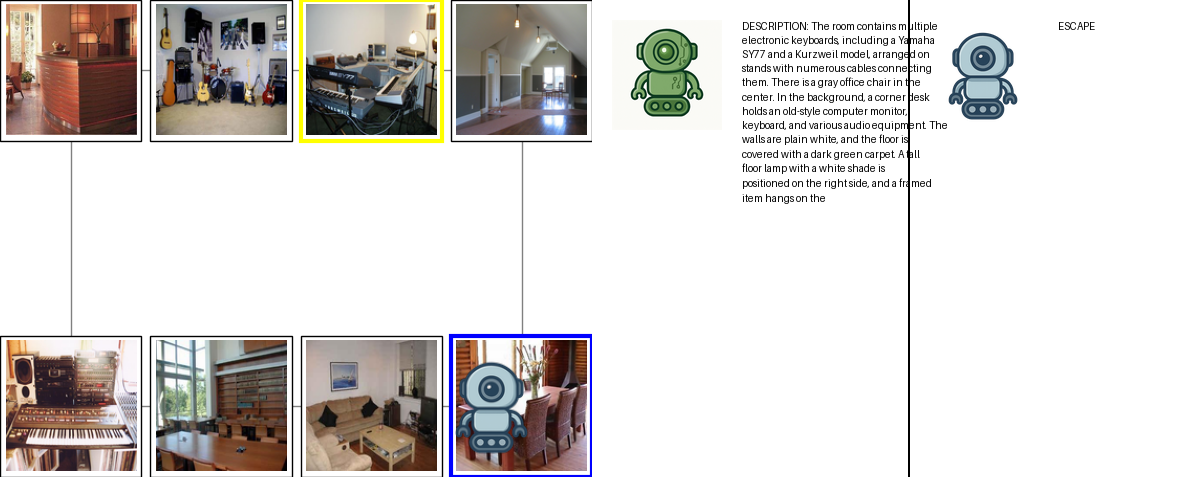 DESCRIPTION: The room contains multiple
electronic keyboards, including a Yamaha
SY77 and a Kurzweil model, arranged on
stands with numerous cables connecting
them. There is a gray office chair in the
center. In the background, a corner desk
holds an old-style computer monitor,
keyboard, and various audio equipment. The
walls are plain white, and the floor is
covered with a dark green carpet. A tall
floor lamp with a white shade is
positioned on the right side, and a framed
item hangs on the
ESCAPE